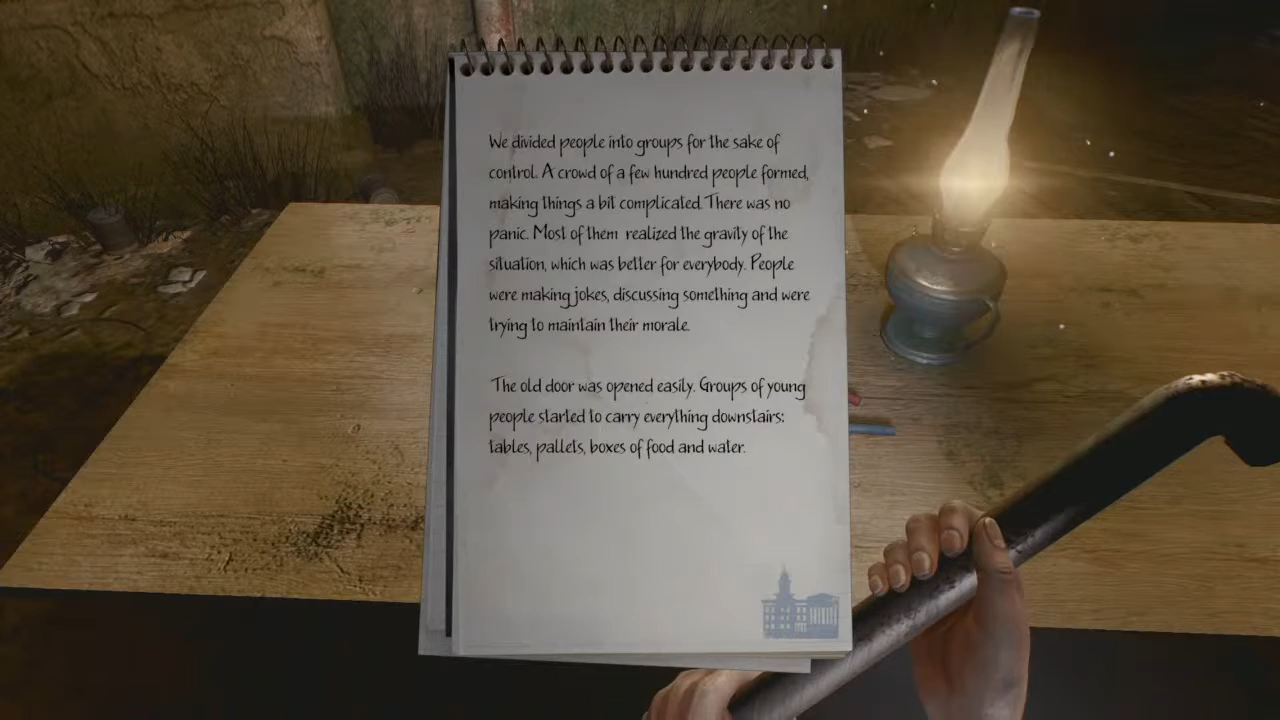 We divided people into groups for the sake of
control. A crowd of a few hundred people formed,
making things a bit complicated. There was no
panic. Most of them realized the gravity of the
situation, which was better for everybody. People
were making jokes, discussing something and were
trying to maintain their morale.
The old door was opened easily. Groups of young
people started to carry everything downstairs:
tables, pallets, boxes of food and water.